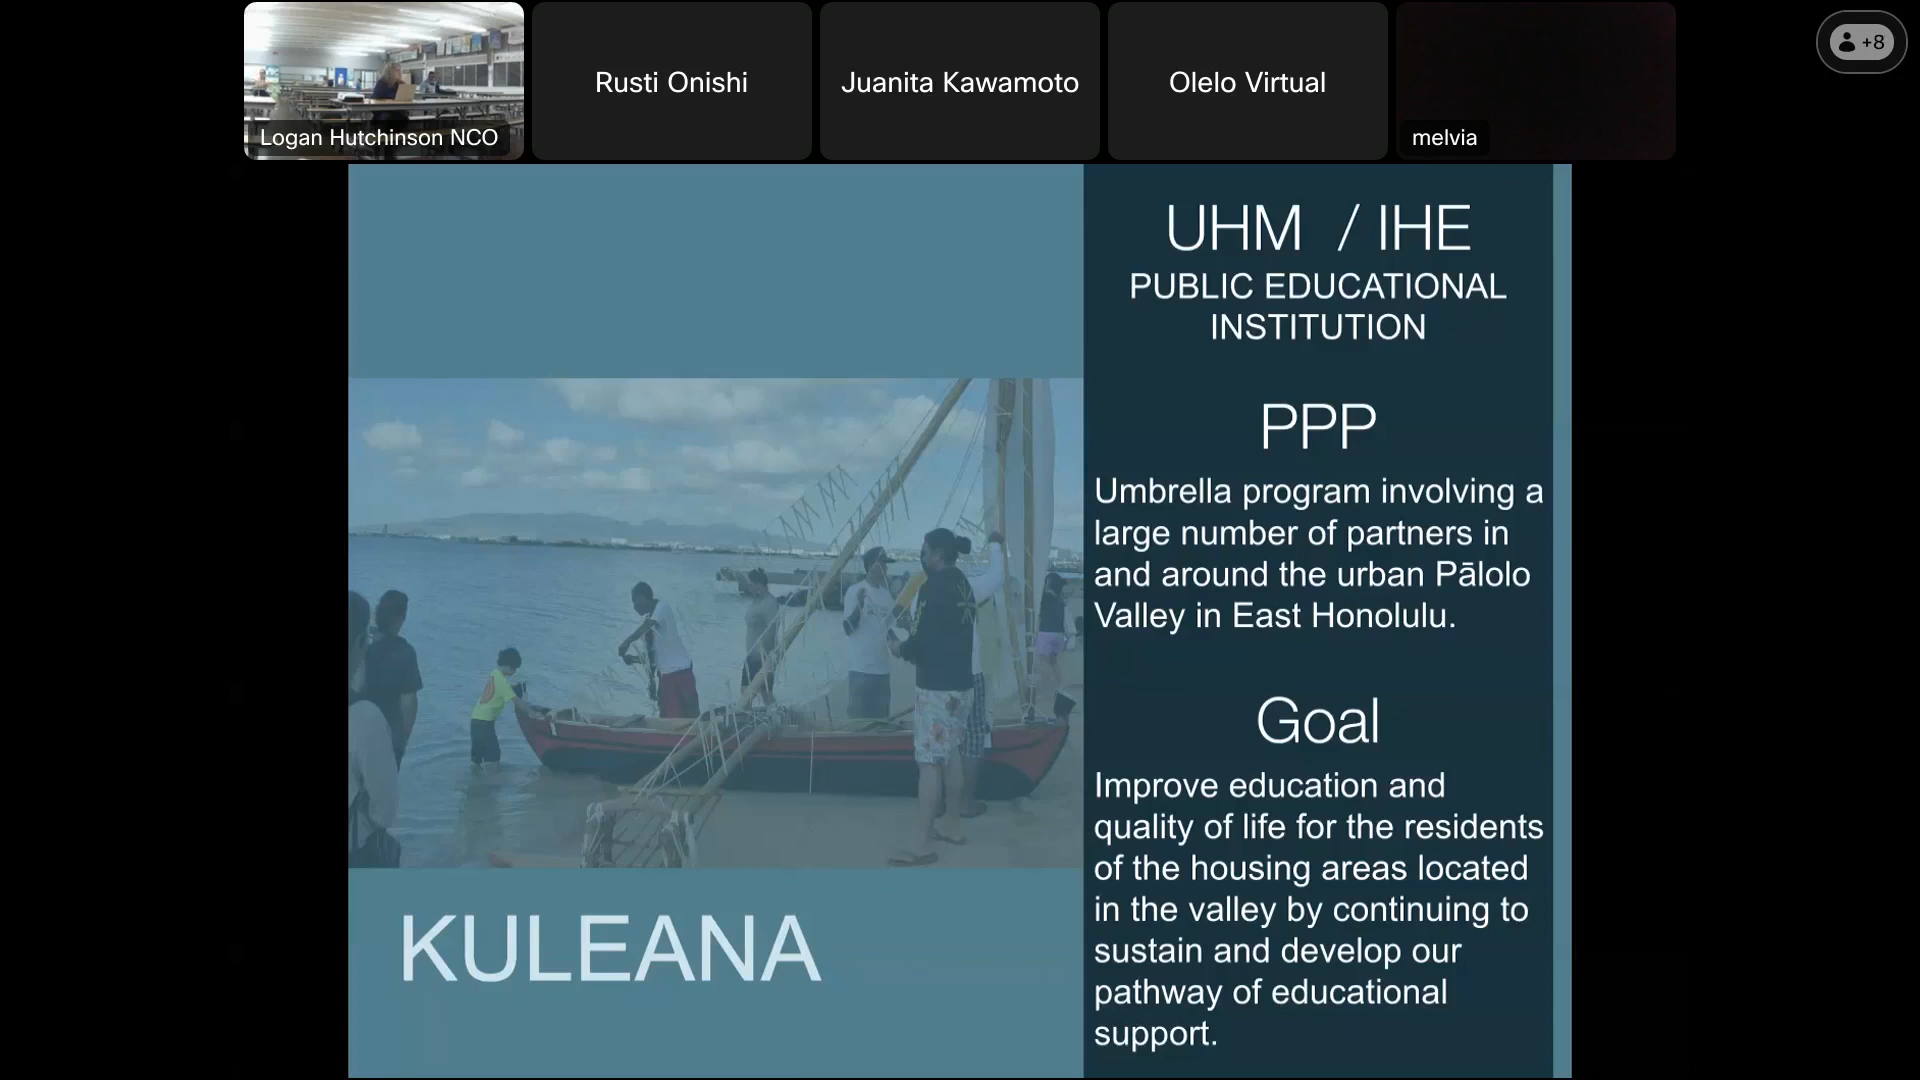 Logan Hutchinson NCO
Rusti Onishi
Juanita Kawamoto
Olelo Virtual
melvia
+8
UHM / IHE
PUBLIC EDUCATIONAL
INSTITUTION
PPP
Umbrella program involving a
large number of partners in
and around the urban Pālolo
Valley in East Honolulu.
Goal
Improve education and
quality of life for the residents
of the housing areas located
in the valley by continuing to
sustain and develop our
pathway of educational
support.
KULEANA